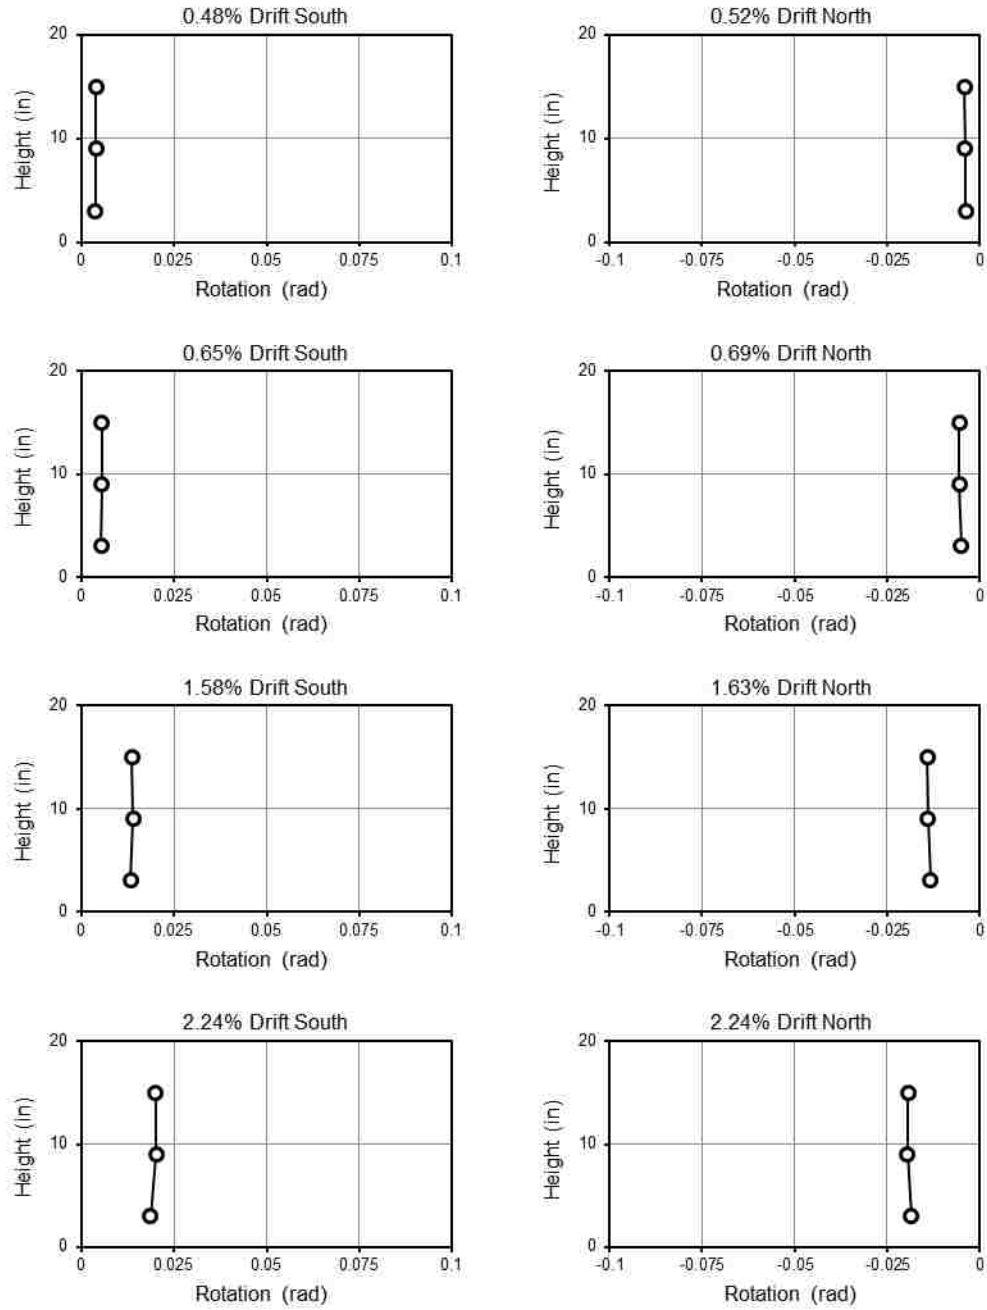 0.48% Drift South
20
10
0
Height (in)
0 0.025 0.05 0.075 0.1
Rotation (rad)
0.52% Drift North
20
10
0
Height (in)
-0.1 -0.075 -0.05 -0.025 0
Rotation (rad)
0.65% Drift South
20
10
0
Height (in)
0 0.025 0.05 0.075 0.1
Rotation (rad)
0.69% Drift North
20
10
0
Height (in)
-0.1 -0.075 -0.05 -0.025 0
Rotation (rad)
1.58% Drift South
20
10
0
Height (in)
0 0.025 0.05 0.075 0.1
Rotation (rad)
1.63% Drift North
20
10
0
Height (in)
-0.1 -0.075 -0.05 -0.025 0
Rotation (rad)
2.24% Drift South
20
10
0
Height (in)
0 0.025 0.05 0.075 0.1
Rotation (rad)
2.24% Drift North
20
10
0
Height (in)
-0.1 -0.075 -0.05 -0.025 0
Rotation (rad)